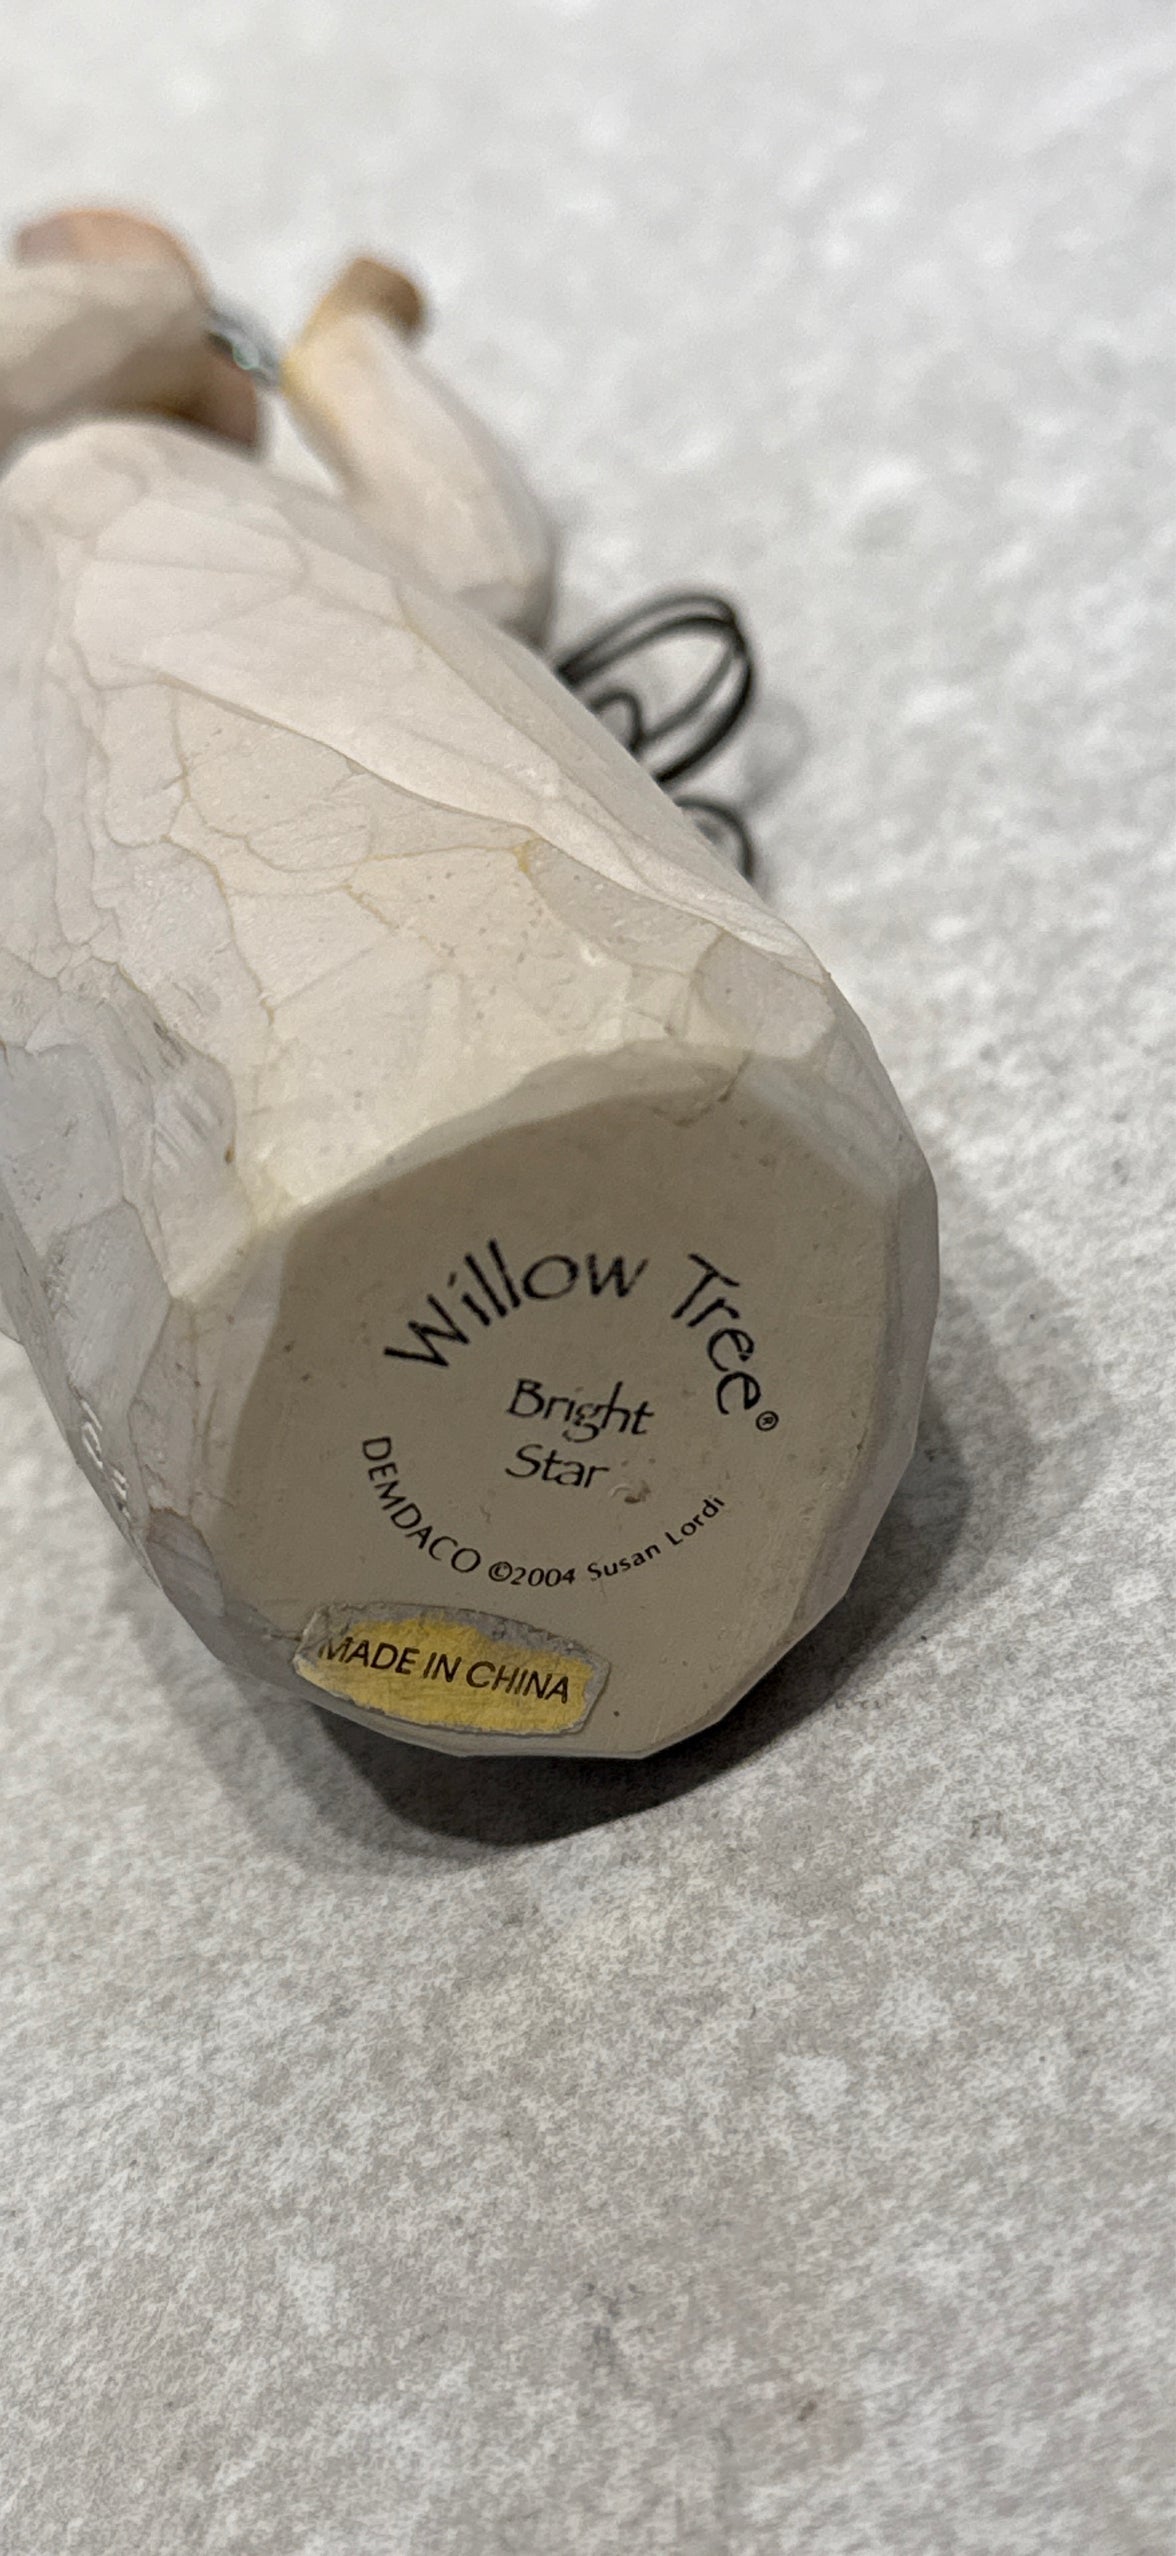 Willow Tree®
Bright
Star
DEMDACO ©2004 Susan Lordi
MADE IN CHINA